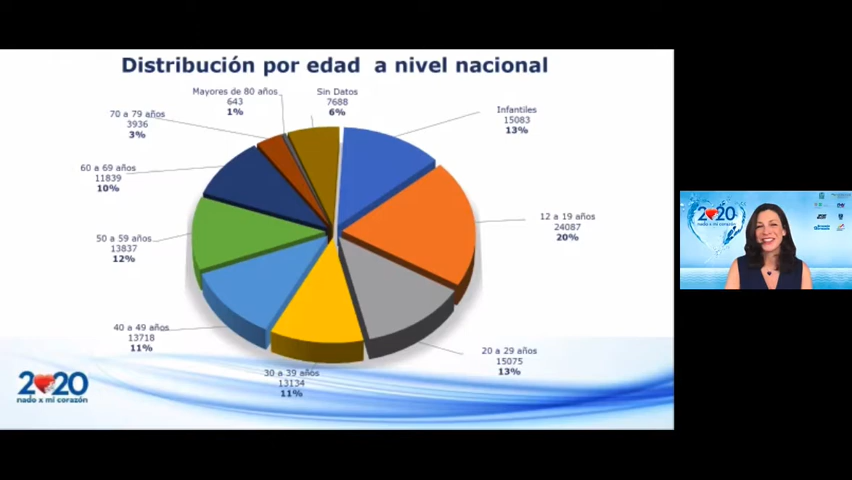 Distribución por edad a nivel nacional
Mayores de 80 años
643
1%
Sin Datos
7688
6%
Infantiles
15083
13%
70 a 79 años
3936
3%
60 a 69 años
11839
10%
12 a 19 años
24087
20%
50 a 59 años
13837
12%
40 a 49 años
13718
11%
20 a 29 años
15075
13%
30 a 39 años
13134
11%
2020
nado x mi corazón
2020
nado x mi corazón